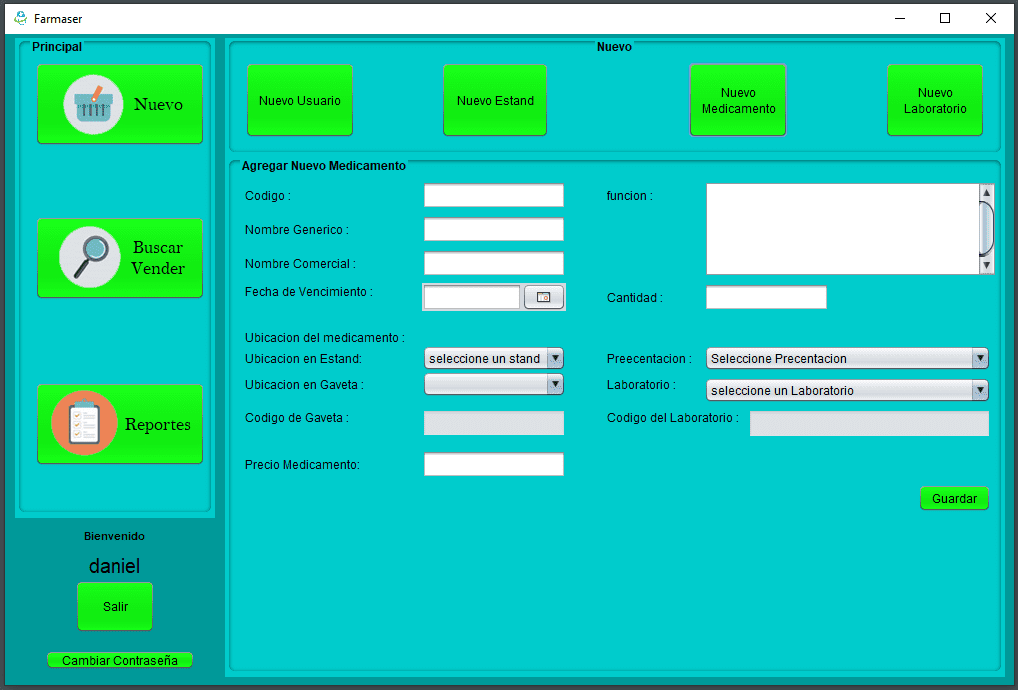 Farmaser
Principal
Nuevo
Buscar
Vender
Reportes
Bienvenido
daniel
Salir
Cambiar Contraseña
Nuevo
Nuevo Usuario
Nuevo Estand
Nuevo
Medicamento
Nuevo
Laboratorio
Agregar Nuevo Medicamento
Codigo :
funcion :
Nombre Generico :
Nombre Comercial :
Fecha de Vencimiento :
Cantidad :
Ubicacion del medicamento :
Ubicacion en Estand: seleccione un stand
Preecentacion : Seleccione Precentacion
Ubicacion en Gaveta :
Laboratorio : seleccione un Laboratorio
Codigo de Gaveta :
Codigo del Laboratorio :
Precio Medicamento:
Guardar